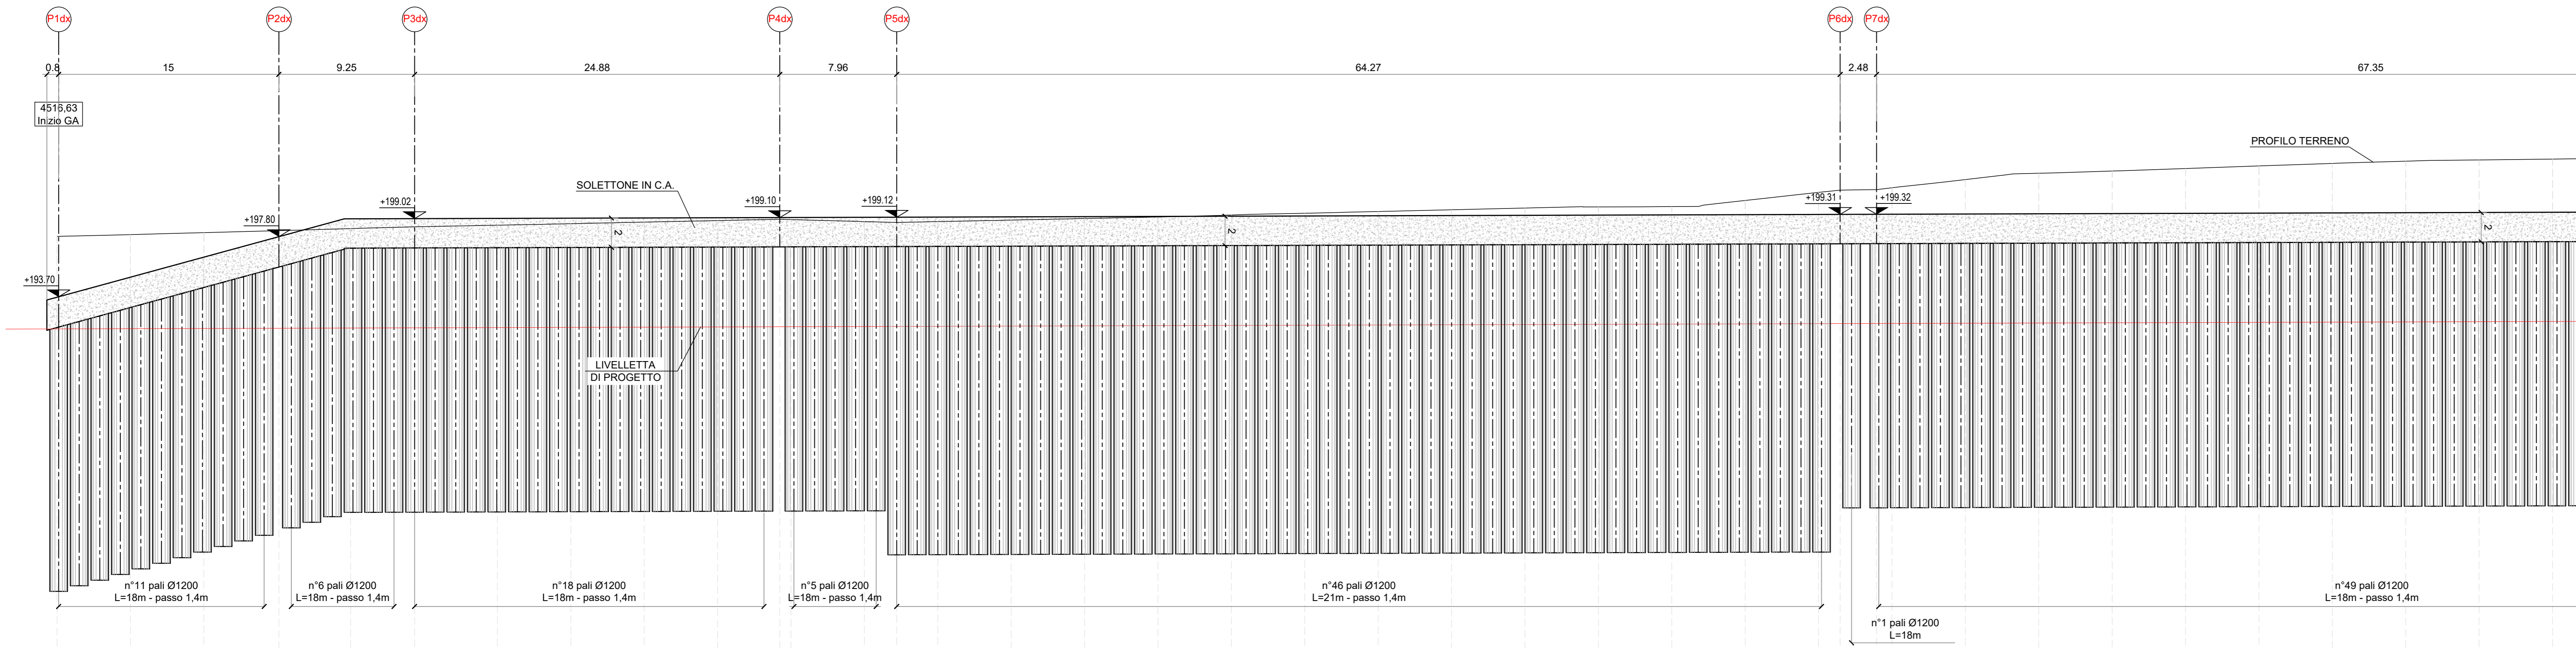 P1dx
P2dx
P3dx
P4dx
P5dx
P6dx
P7dx
0.8
15
9.25
24.88
7.96
64.27
2.48
67.35
4516,63
Inizio GA
PROFILO TERRENO
SOLETTONE IN C.A.
+193.70
+197.80
+199.02
+199.10
+199.12
+199.31
+199.32
2
2
2
LIVELLETTA
DI PROGETTO
n°11 pali Ø1200
L=18m - passo 1,4m
n°6 pali Ø1200
L=18m - passo 1,4m
n°18 pali Ø1200
L=18m - passo 1,4m
n°5 pali Ø1200
L=18m - passo 1,4m
n°46 pali Ø1200
L=21m - passo 1,4m
n°1 pali Ø1200
L=18m
n°49 pali Ø1200
L=18m - passo 1,4m